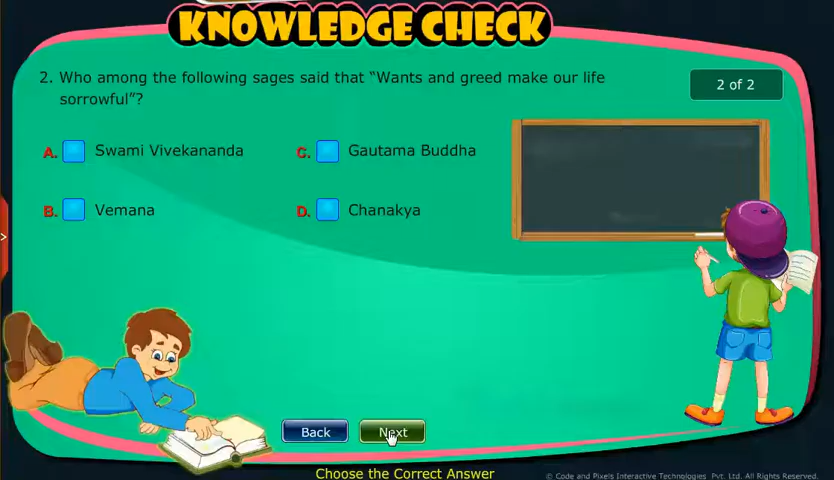 KNOWLEDGE CHECK
2. Who among the following sages said that “Wants and greed make our life
sorrowful”?
2 of 2
A. Swami Vivekananda
C. Gautama Buddha
B. Vemana
D. Chanakya
Back
Next
Choose the Correct Answer
© Code and Pixels Interactive Technologies Pvt. Ltd. All Rights Reserved.